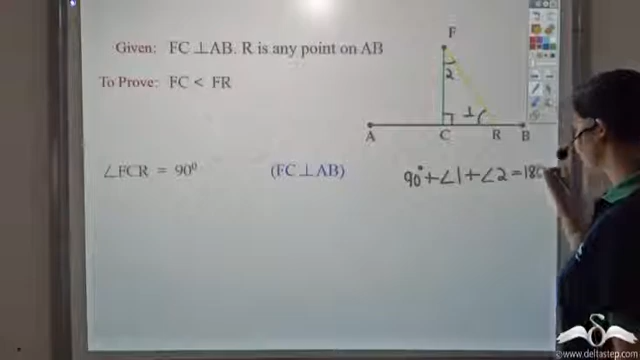 Given: FC ⊥ AB. R is any point on AB
To Prove: FC < FR
F
2
1
A C R B
∠FCR = 90⁰ (FC ⊥ AB)
90° + ∠1 + ∠2 = 180
www.deltastep.com